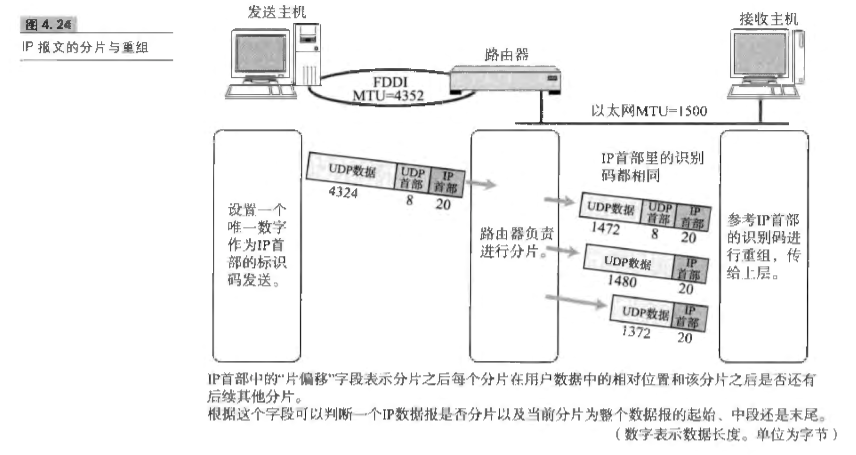 图4.24
IP报文的分片与重组
发送主机
接收主机
路由器
FDDI
MTU=4352
以太网MTU=1500
设置一个
唯一数字
作为IP首
部的标识
码发送。
UDP数据
UDP
首部
IP
首部
4324
8
20
路由器负责
进行分片。
IP首部里的识别
码都相同
UDP数据
UDP
首部
IP
首部
1472
8
20
UDP数据
IP
首部
1480
20
UDP数据
IP
首部
1372
20
参考IP首部
的识别码进
行重组，传
给上层。
IP首部中的“片偏移”字段表示分片之后每个分片在用户数据中的相对位置和该分片之后是否还有
后续其他分片。
根据这个字段可以判断一个IP数据报是否分片以及当前分片为整个数据报的起始、中段还是末尾。
（数字表示数据长度。单位为字节）